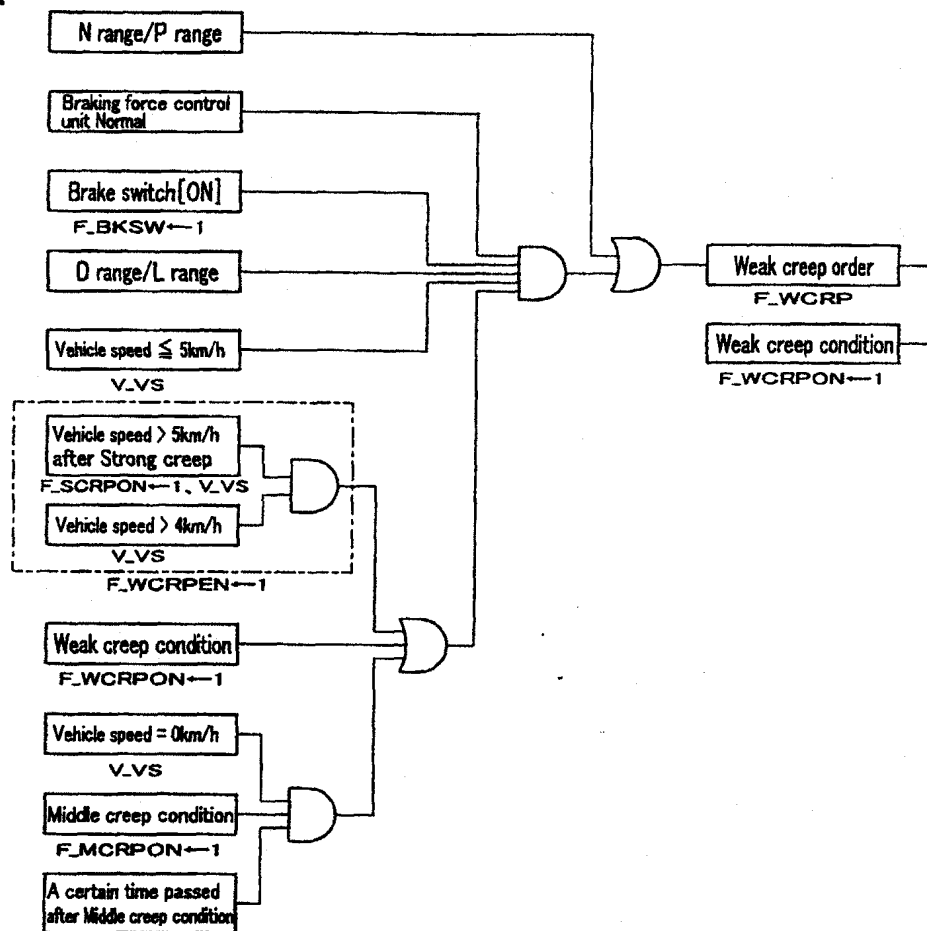 N range/P range
Braking force control
unit Normal
Brake switch[ON]
F_BKSW←1
D range/L range
Vehicle speed ≦ 5km/h
V_VS
Vehicle speed > 5km/h
after Strong creep
F_SCRPON←1、V_VS
Vehicle speed > 4km/h
V_VS
F_WCRPEN←1
Weak creep condition
F_WCRPON←1
Vehicle speed = 0km/h
V_VS
Middle creep condition
F_MCRPON←1
A certain time passed
after Middle creep condition
Weak creep order
F_WCRP
Weak creep condition
F_WCRPON←1